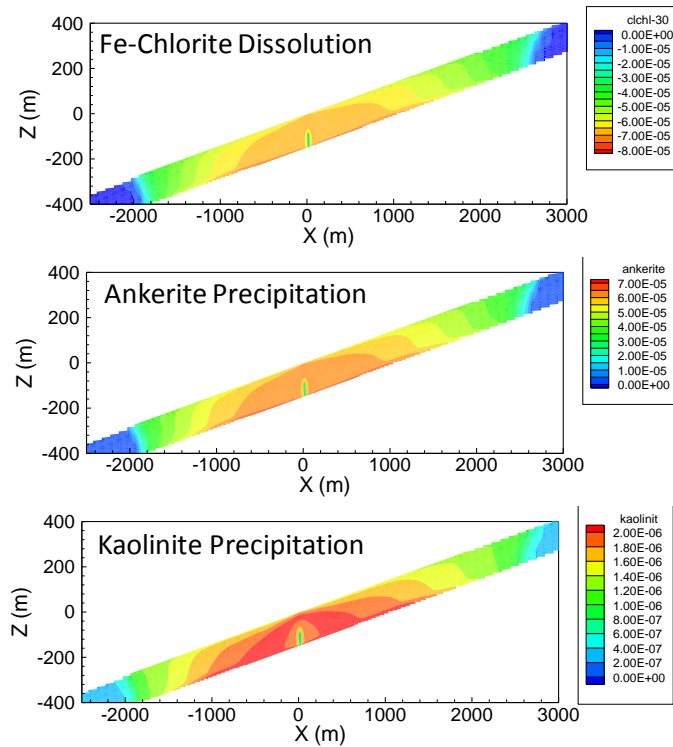 Fe-Chlorite Dissolution
clchl-30
0.00E+00
-1.00E-05
-2.00E-05
-3.00E-05
-4.00E-05
-5.00E-05
-6.00E-05
-7.00E-05
-8.00E-05
Z (m)
400
200
0
-200
-400
-2000 -1000 0 1000 2000 3000
X (m)
Ankerite Precipitation
ankerite
7.00E-05
6.00E-05
5.00E-05
4.00E-05
3.00E-05
2.00E-05
1.00E-05
0.00E+00
Z (m)
400
200
0
-200
-400
-2000 -1000 0 1000 2000 3000
X (m)
Kaolinite Precipitation
kaolinit
2.00E-06
1.80E-06
1.60E-06
1.40E-06
1.20E-06
1.00E-06
8.00E-07
6.00E-07
4.00E-07
2.00E-07
0.00E+00
Z (m)
400
200
0
-200
-400
-2000 -1000 0 1000 2000 3000
X (m)